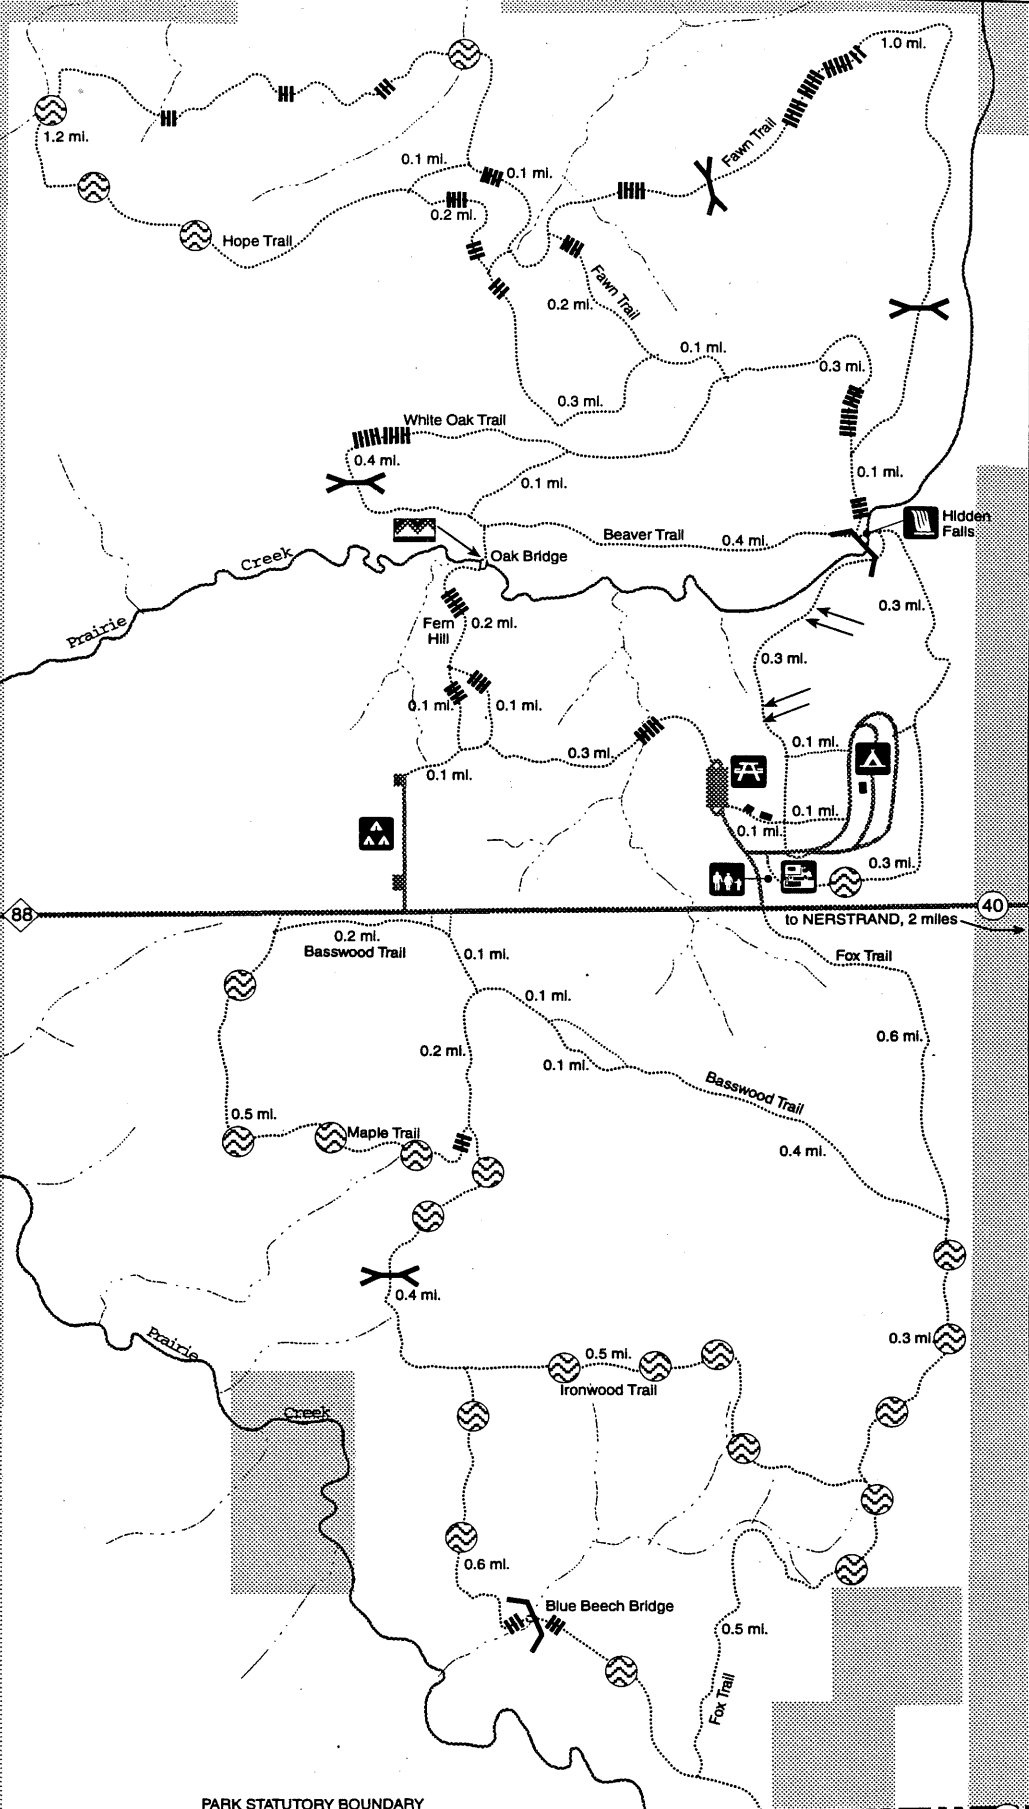 1.0 mi.
1.2 mi.
Fawn Trail
0.1 mi.
0.1 mi.
0.2 mi.
Hope Trail
Fawn Trail
0.2 mi.
0.1 mi.
0.3 mi.
0.3 mi.
White Oak Trail
0.4 mi.
0.1 mi.
0.1 mi.
Hidden
Falls
Beaver Trail
0.4 mi.
Oak Bridge
Creek
Prairie
0.3 mi.
Fern
Hill
0.2 mi.
0.3 mi.
0.1 mi.
0.1 mi.
0.1 mi.
0.3 mi.
0.1 mi.
0.1 mi.
0.1 mi.
0.3 mi.
88
40
to NERSTRAND, 2 miles
0.2 mi.
Basswood Trail
0.1 mi.
Fox Trail
0.1 mi.
0.6 mi.
0.2 mi.
0.1 mi.
Basswood Trail
0.5 mi.
Maple Trail
0.4 mi.
0.4 mi.
Prairie
0.3 mi.
0.5 mi.
Ironwood Trail
Creek
0.6 mi.
Blue Beech Bridge
0.5 mi.
Fox Trail
PARK STATUTORY BOUNDARY